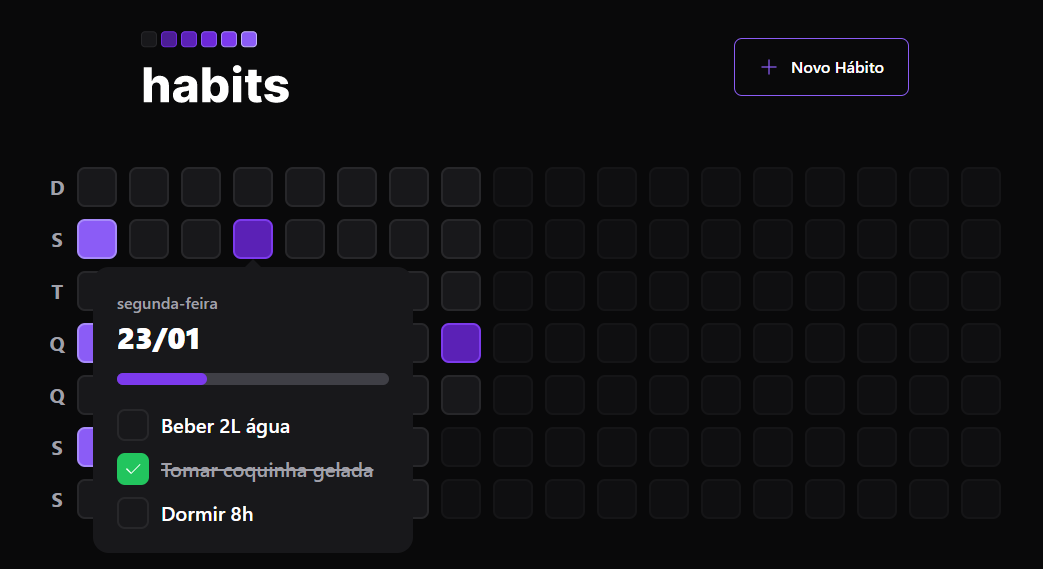 habits
Novo Hábito
D
S
T
Q
Q
S
S
segunda-feira
23/01
Beber 2L água
Tomar coquinha gelada
Dormir 8h